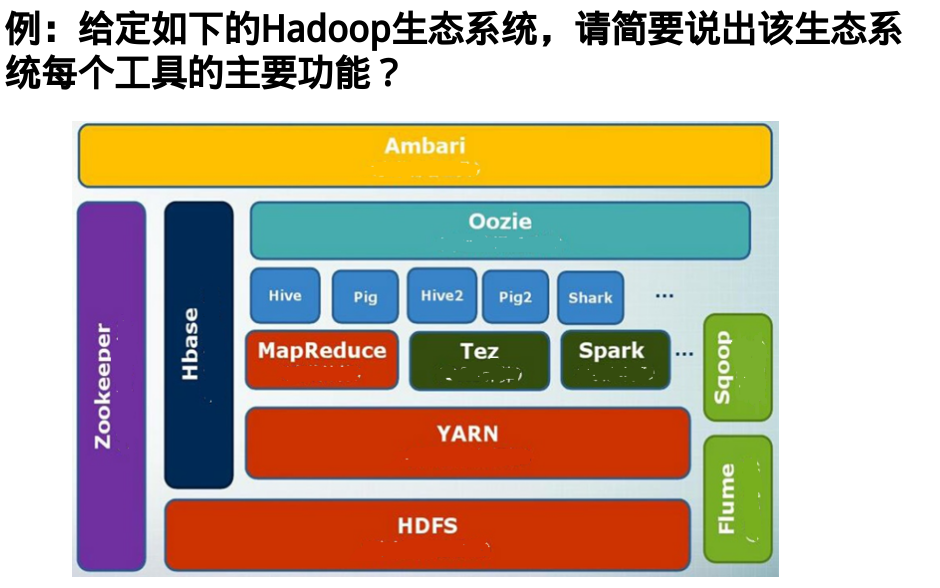 例：给定如下的Hadoop生态系统，请简要说出该生态系
统每个工具的主要功能？
Ambari
Oozie
Hive
Pig
Hive2
Pig2
Shark
...
MapReduce
Tez
Spark
...
YARN
HDFS
Zookeeper
Hbase
Sqoop
Flume